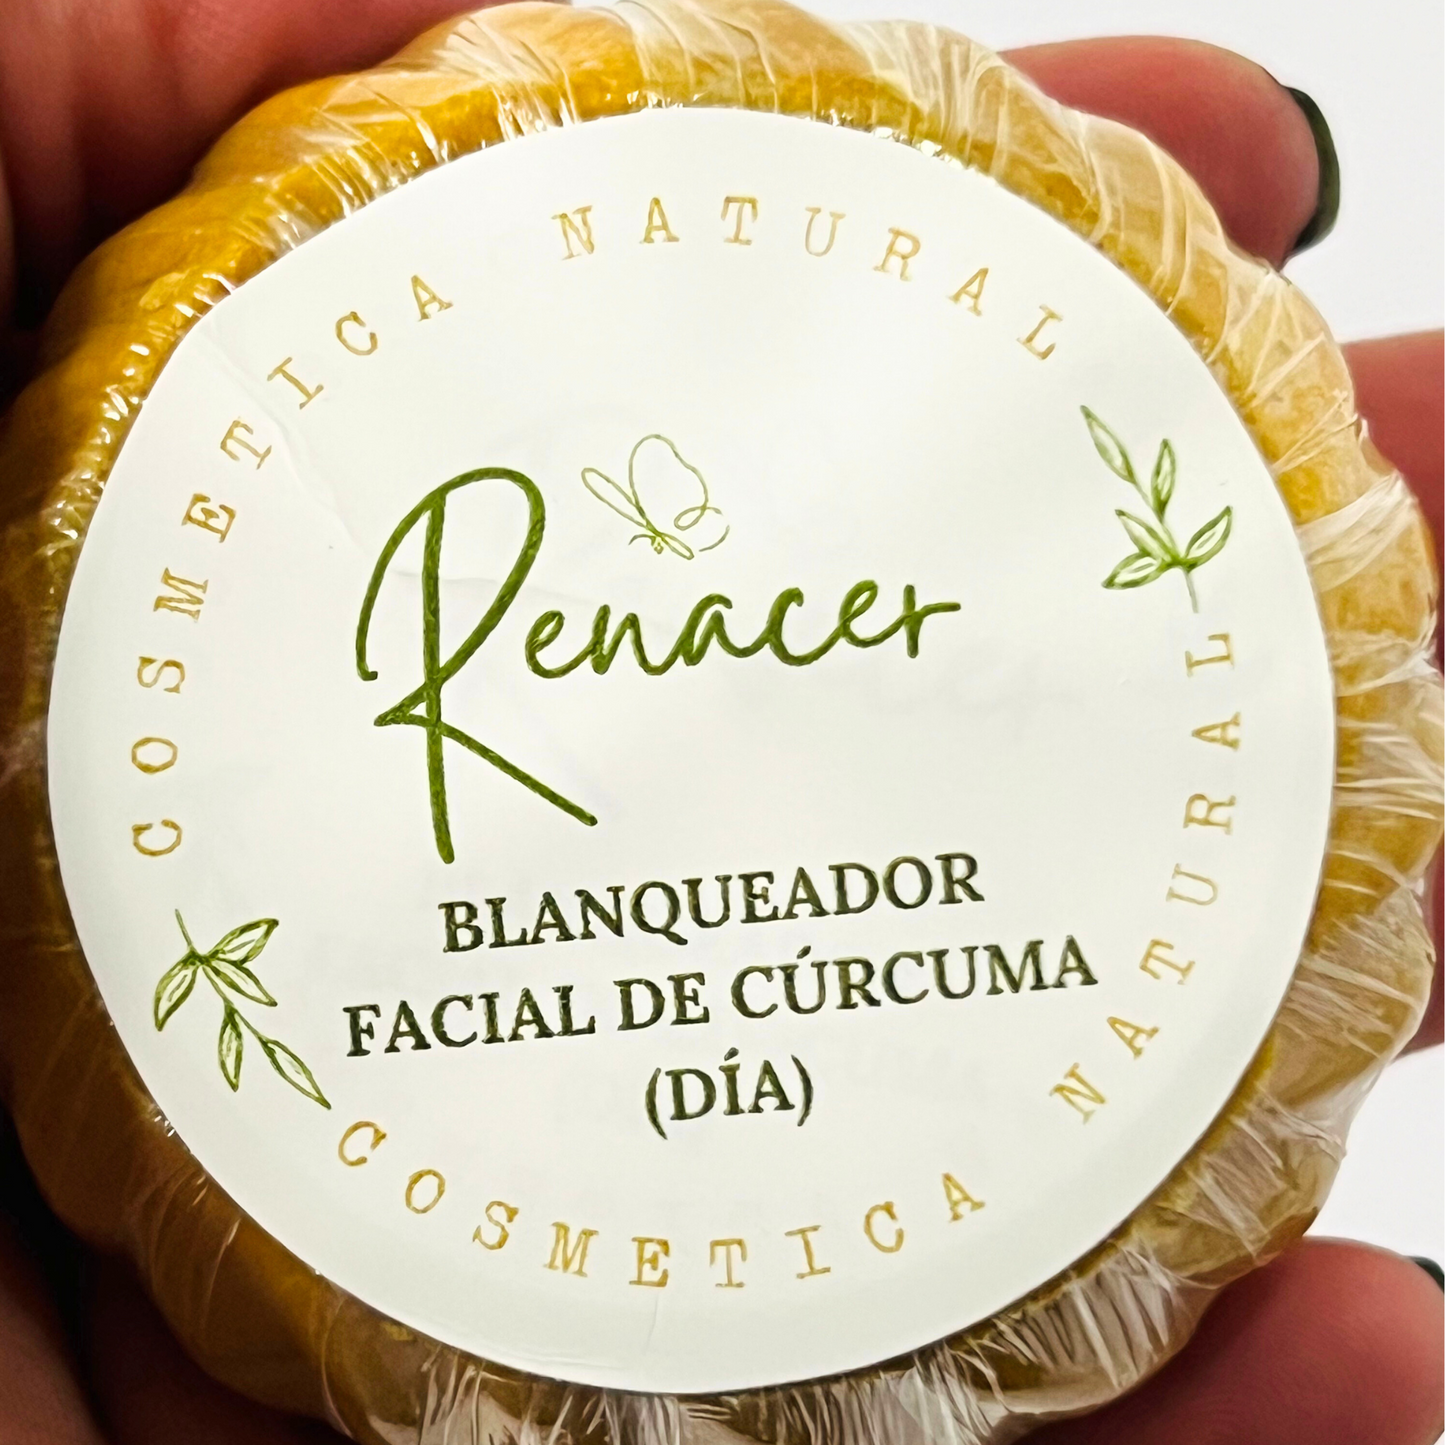 COSMETICA NATURAL
Renacer
BLANQUEADOR
FACIAL DE CÚRCUMA
(DÍA)
COSMETICA NATURAL